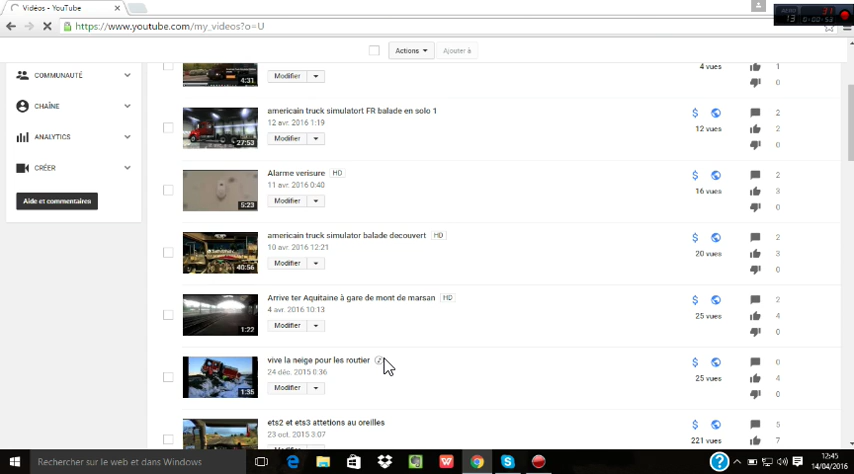 Vidéos - YouTube
31
13 0:00:53
https://www.youtube.com/my_videos?o=U
Actions
Ajouter à
COMMUNAUTÉ
CHAÎNE
ANALYTICS
CRÉER
Aide et commentaires
4:31
Modifier
4 vues
1
0
americain truck simulatort FR balade en solo 1
12 avr. 2016 1:19
Modifier
27:53
12 vues
2
2
0
Alarme verisure HD
11 avr. 2016 0:40
Modifier
5:23
16 vues
2
3
0
americain truck simulator balade decouvert HD
10 avr. 2016 12:21
Modifier
40:56
20 vues
2
3
0
Arrive ter Aquitaine à gare de mont de marsan HD
4 avr. 2016 10:13
Modifier
1:22
25 vues
2
4
0
vive la neige pour les routier
24 déc. 2015 0:36
Modifier
1:35
25 vues
0
4
0
ets2 et ets3 attetions au oreilles
23 oct. 2015 3:07
Modifier
221 vues
5
7
Rechercher sur le web et dans Windows
12:45
14/04/2016